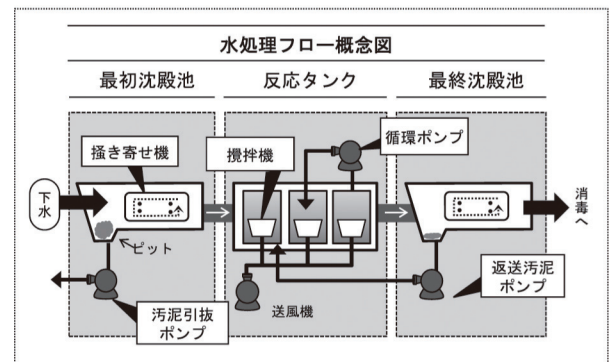 水処理フロー概念図
最初沈殿池
反応タンク
最終沈殿池
掻き寄せ機
攪拌機
循環ポンプ
下水
消毒へ
ピット
汚泥引抜
ポンプ
送風機
返送汚泥
ポンプ